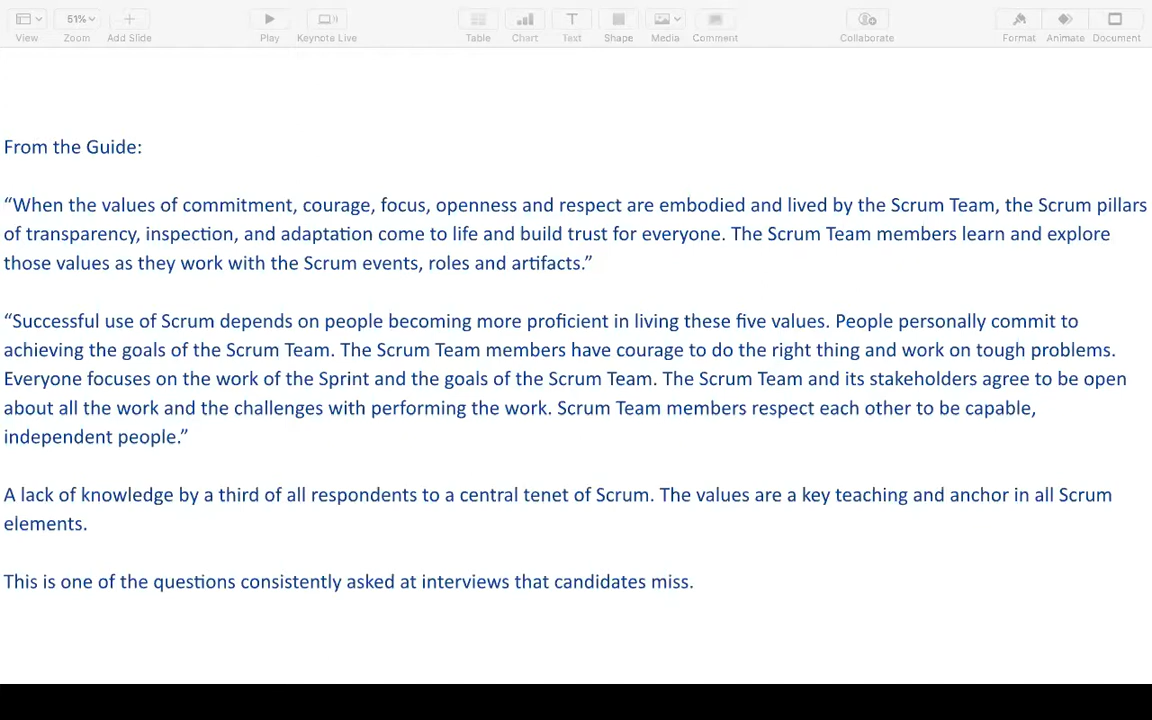 View
51%
Zoom
Add Slide
Play
Keynote Live
Table
Chart
T
Text
Shape
Media
Comment
Collaborate
Format
Animate
Document
From the Guide:
“When the values of commitment, courage, focus, openness and respect are embodied and lived by the Scrum Team, the Scrum pillars
of transparency, inspection, and adaptation come to life and build trust for everyone. The Scrum Team members learn and explore
those values as they work with the Scrum events, roles and artifacts.”
“Successful use of Scrum depends on people becoming more proficient in living these five values. People personally commit to
achieving the goals of the Scrum Team. The Scrum Team members have courage to do the right thing and work on tough problems.
Everyone focuses on the work of the Sprint and the goals of the Scrum Team. The Scrum Team and its stakeholders agree to be open
about all the work and the challenges with performing the work. Scrum Team members respect each other to be capable,
independent people.”
A lack of knowledge by a third of all respondents to a central tenet of Scrum. The values are a key teaching and anchor in all Scrum
elements.
This is one of the questions consistently asked at interviews that candidates miss.